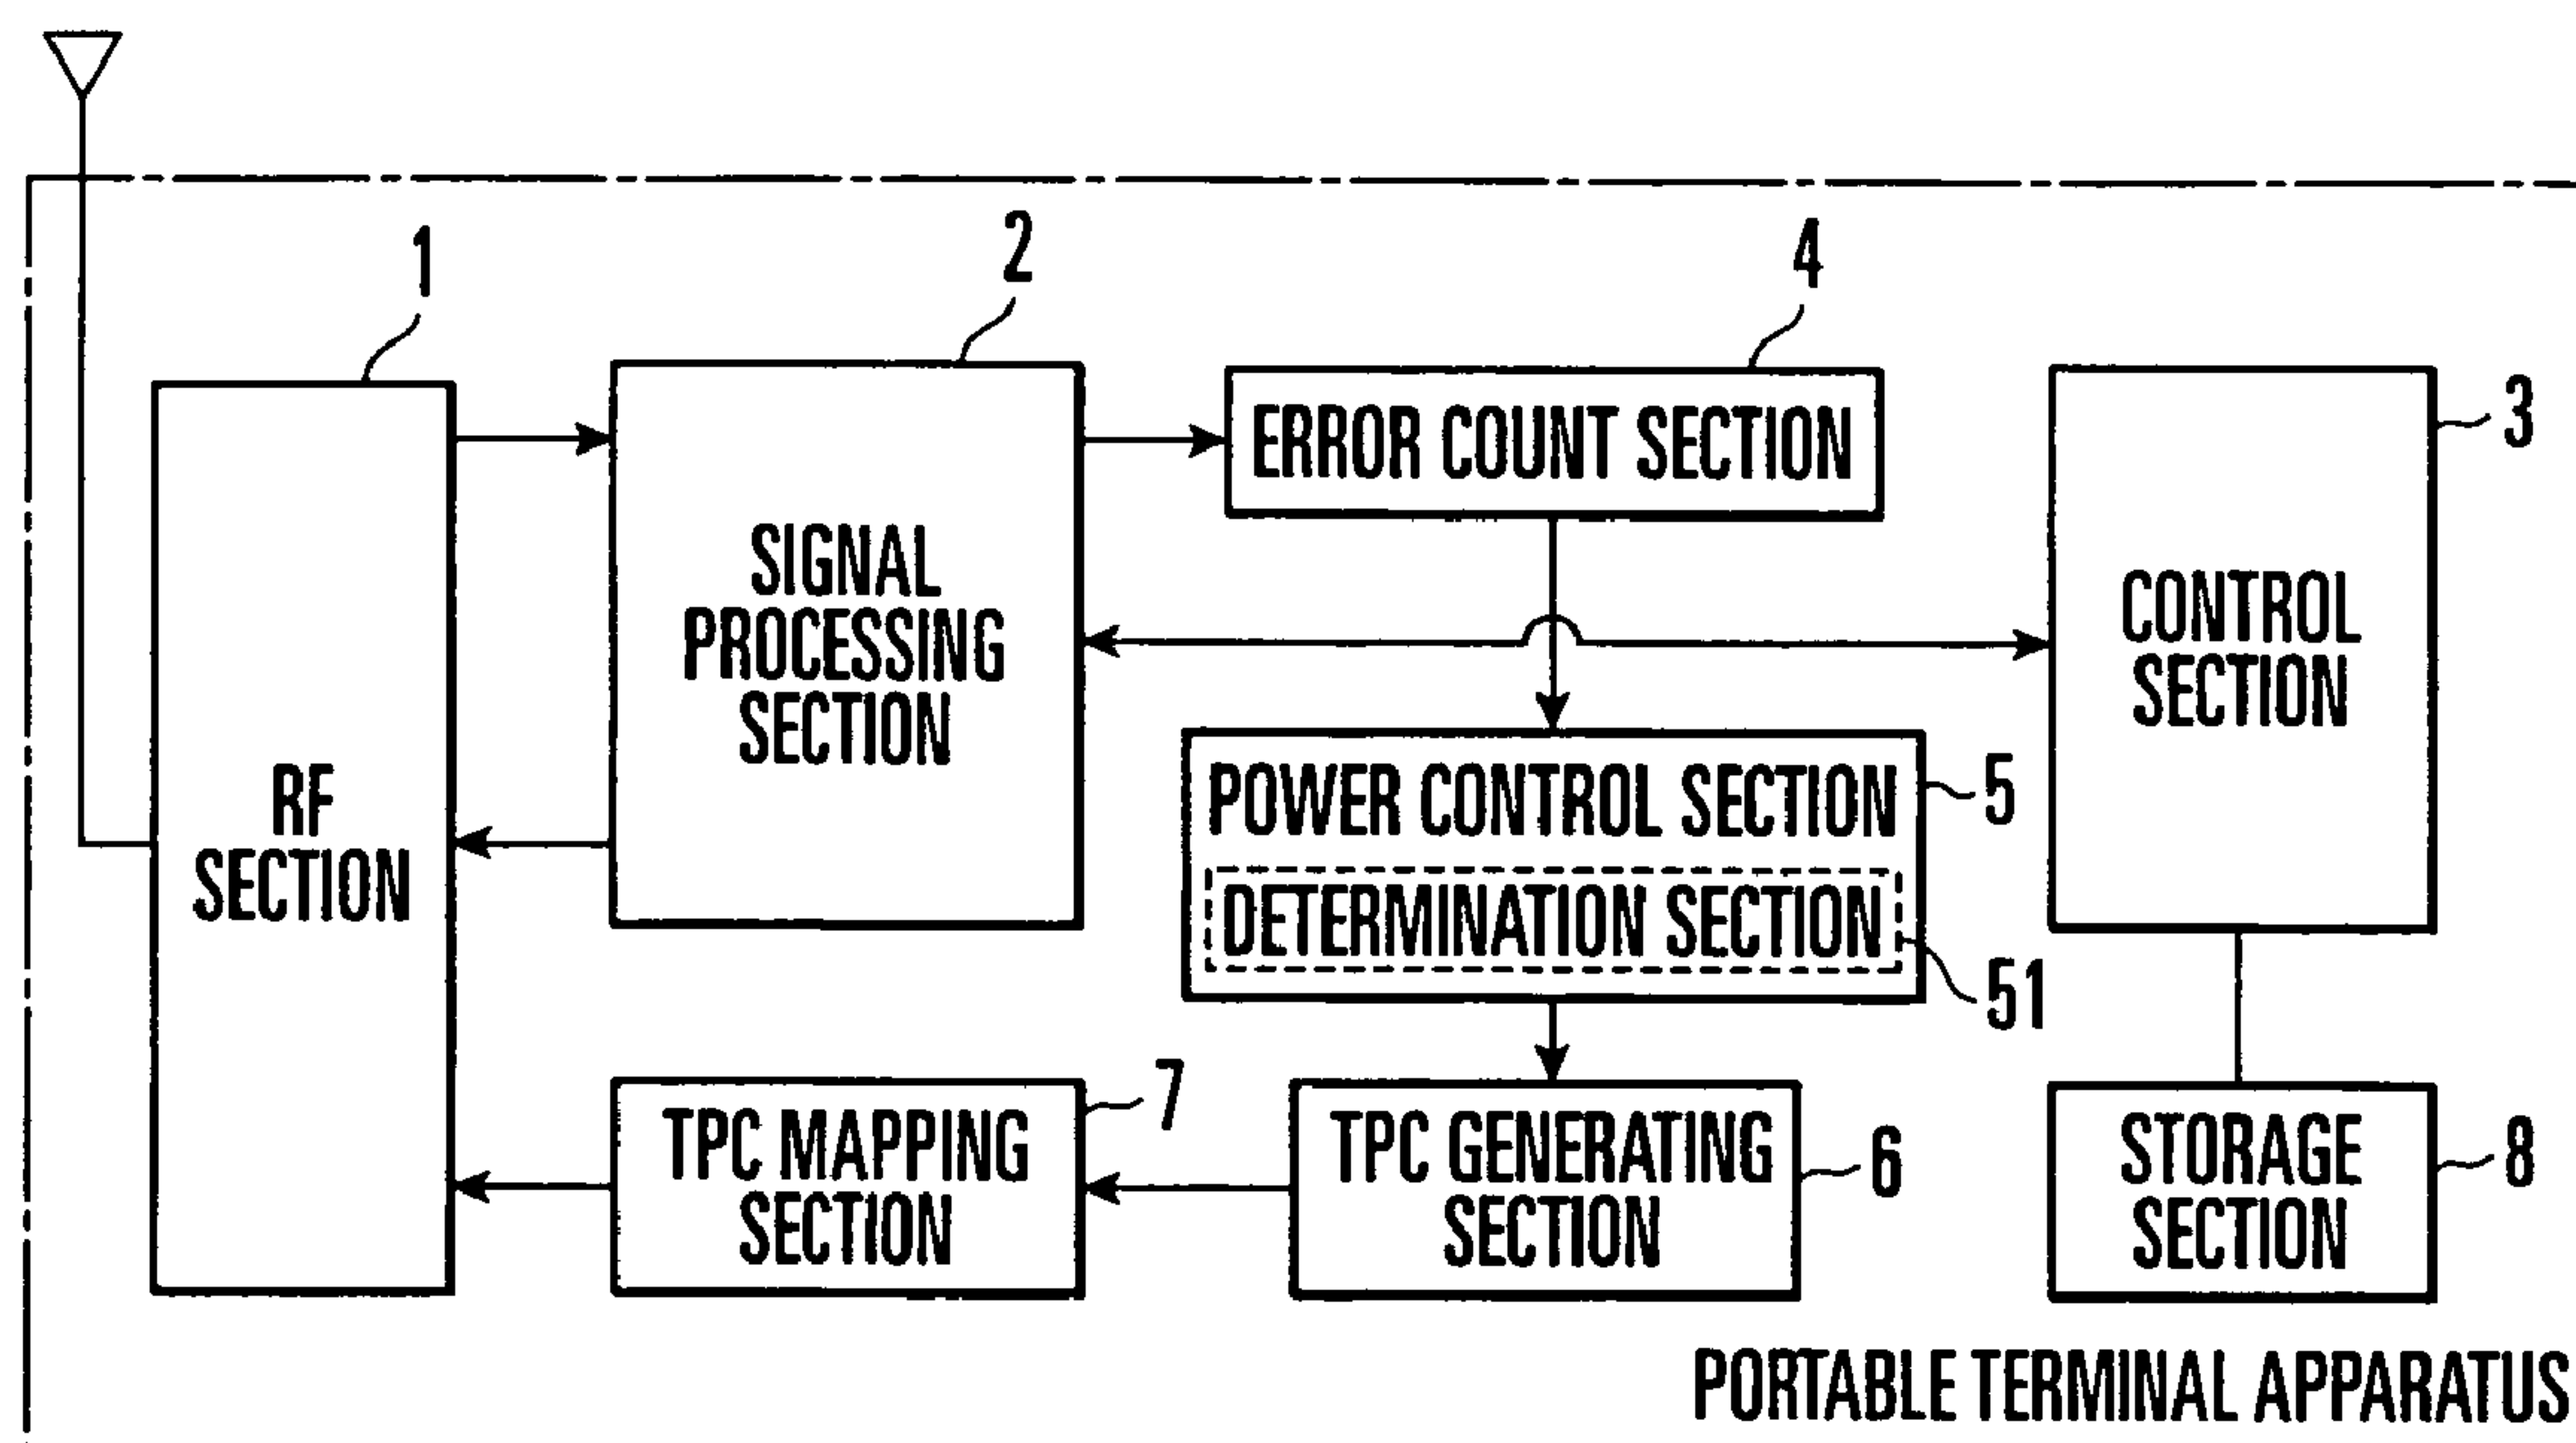 1
2
4
3
ERROR COUNT SECTION
SIGNAL
PROCESSING
SECTION
CONTROL
SECTION
RF
SECTION
POWER CONTROL SECTION
5
DETERMINATION SECTION
51
TPC MAPPING
SECTION
7
TPC GENERATING
SECTION
6
STORAGE
SECTION
8
PORTABLE TERMINAL APPARATUS